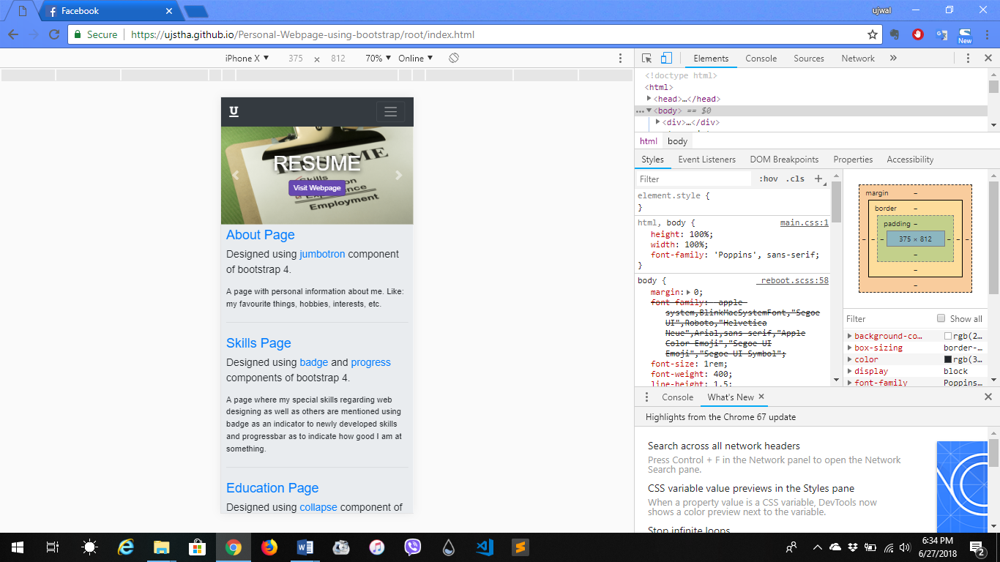 Facebook
ujwal
Secure
https://ujstha.github.io/Personal-Webpage-using-bootstrap/root/index.html
New
iPhone X ▼ 375 × 812 70% ▼ Online ▼
Elements Console Sources Network »
<!doctype html>
<html>
<head>…</head>
…<body> == $0
<div>…</div>
html body
Styles Event Listeners DOM Breakpoints Properties Accessibility
Filter :hov .cls +
element.style {
}
html, body { main.css:1
height: 100%;
width: 100%;
font-family: 'Poppins', sans-serif;
}
body { _reboot.scss:58
margin: 0;
font-family: -apple-
system,BlinkMacSystemFont,"Segoe
UI",Roboto,"Helvetica
Neue",Arial,sans-serif,"Apple
Color Emoji","Segoe UI
Emoji","Segoe UI Symbol";
font-size: 1rem;
font-weight: 400;
line-height: 1.5;
margin –
border –
padding –
– – – 375 × 812 – – –
–
–
–
Filter Show all
background-co… rgb(2…
box-sizing border-…
color rgb(3…
display block
font-family Poppins…
U
RESUME
RESUME
Skills
Visit Webpage
Experience
Employment
About Page
Designed using jumbotron component
of bootstrap 4.
A page with personal information about me. Like:
my favourite things, hobbies, interests, etc.
Skills Page
Designed using badge and progress
components of bootstrap 4.
A page where my special skills regarding web
designing as well as others are mentioned using
badge as an indicator to newly developed skills
and progressbar as to indicate how good I am at
something.
Education Page
Designed using collapse component of
Console What's New ×
Highlights from the Chrome 67 update
Search across all network headers
Press Control + F in the Network panel to open the Network
Search pane.
CSS variable value previews in the Styles pane
When a property value is a CSS variable, DevTools now
shows a color preview next to the variable.
Stop infinite loops
6:34 PM
6/27/2018
2